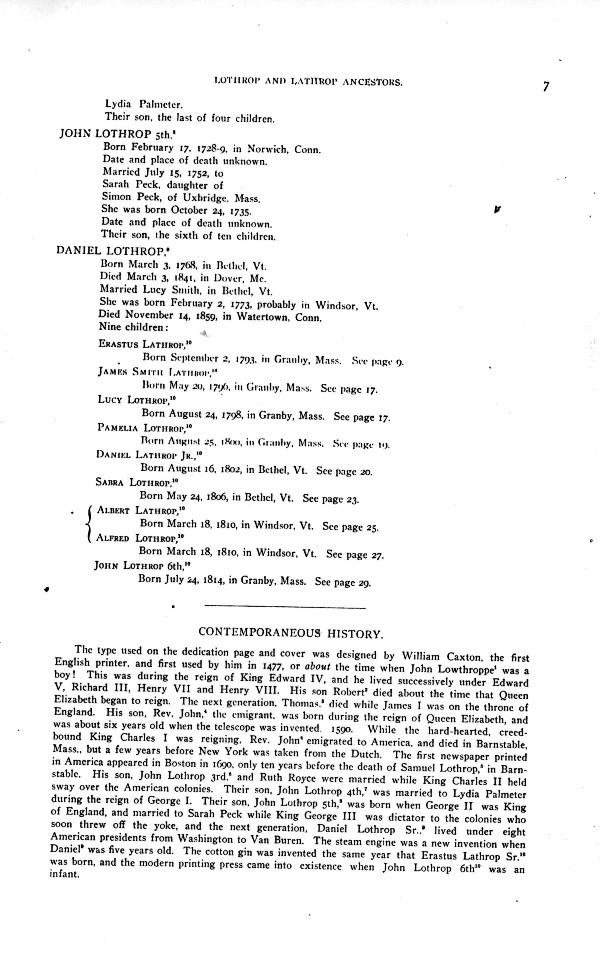 LOTHROP AND LATHROP ANCESTORS.
7
Lydia Palmeter.
Their son, the last of four children.
JOHN LOTHROP 5th.⁸
Born February 17, 1728-9, in Norwich, Conn.
Date and place of death unknown.
Married July 15, 1752, to
Sarah Peck, daughter of
Simon Peck, of Uxbridge, Mass.
She was born October 24, 1735.
Date and place of death unknown.
Their son, the sixth of ten children.
DANIEL LOTHROP,⁹
Born March 3, 1768, in Bethel, Vt.
Died March 3, 1841, in Dover, Me.
Married Lucy Smith, in Bethel, Vt.
She was born February 2, 1773, probably in Windsor, Vt.
Died November 14, 1859, in Watertown, Conn.
Nine children:
ERASTUS LATHROP,¹⁰
Born September 2, 1793, in Granby, Mass. See page 9.
JAMES SMITH LATHROP,¹⁰
Born May 20, 1796, in Granby, Mass. See page 17.
LUCY LOTHROP,¹⁰
Born August 24, 1798, in Granby, Mass. See page 17.
PAMELIA LOTHROP,¹⁰
Born August 25, 1800, in Granby, Mass. See page 19.
DANIEL LATHROP JR.,¹⁰
Born August 16, 1802, in Bethel, Vt. See page 20.
SABRA LOTHROP,¹⁰
Born May 24, 1806, in Bethel, Vt. See page 23.
ALBERT LATHROP,¹⁰
Born March 18, 1810, in Windsor, Vt. See page 25.
ALFRED LOTHROP,¹⁰
Born March 18, 1810, in Windsor, Vt. See page 27.
JOHN LOTHROP 6th,¹⁰
Born July 24, 1814, in Granby, Mass. See page 29.
CONTEMPORANEOUS HISTORY.
The type used on the dedication page and cover was designed by William Caxton, the first
English printer, and first used by him in 1477, or about the time when John Lowthroppe¹ was a
boy! This was during the reign of King Edward IV, and he lived successively under Edward
V, Richard III, Henry VII and Henry VIII. His son Robert² died about the time that Queen
Elizabeth began to reign. The next generation, Thomas,³ died while James I was on the throne of
England. His son, Rev. John,⁴ the emigrant, was born during the reign of Queen Elizabeth, and
was about six years old when the telescope was invented, 1590. While the hard-hearted, creed-
bound King Charles I was reigning, Rev. John⁴ emigrated to America, and died in Barnstable,
Mass., but a few years before New York was taken from the Dutch. The first newspaper printed
in America appeared in Boston in 1690, only ten years before the death of Samuel Lothrop,⁵ in Barn-
stable. His son, John Lothrop 3rd,⁶ and Ruth Royce were married while King Charles II held
sway over the American colonies. Their son, John Lothrop 4th,⁷ was married to Lydia Palmeter
during the reign of George I. Their son, John Lothrop 5th,⁸ was born when George II was King
of England, and married to Sarah Peck while King George III was dictator to the colonies who
soon threw off the yoke, and the next generation, Daniel Lothrop Sr.,⁹ lived under eight
American presidents from Washington to Van Buren. The steam engine was a new invention when
Daniel⁹ was five years old. The cotton gin was invented the same year that Erastus Lathrop Sr.¹⁰
was born, and the modern printing press came into existence when John Lothrop 6th¹⁰ was an
infant.